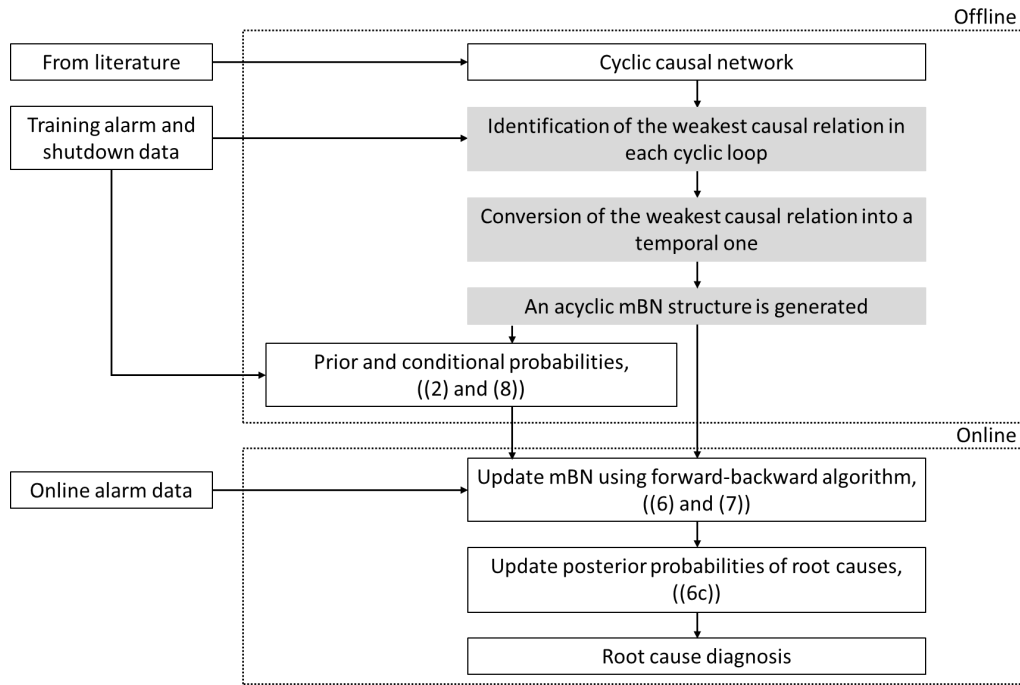 Offline
From literature
Cyclic causal network
Training alarm and
shutdown data
Identification of the weakest causal relation in
each cyclic loop
Conversion of the weakest causal relation into a
temporal one
An acyclic mBN structure is generated
Prior and conditional probabilities,
((2) and (8))
Online
Online alarm data
Update mBN using forward-backward algorithm,
((6) and (7))
Update posterior probabilities of root causes,
((6c))
Root cause diagnosis